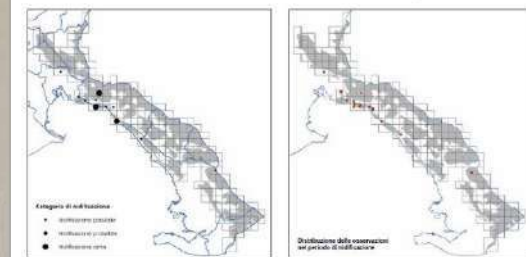 Categorie di nidificazione
Nidificazione possibile
Nidificazione probabile
Nidificazione certa
Distribuzione delle osservazioni
nel periodo di nidificazione